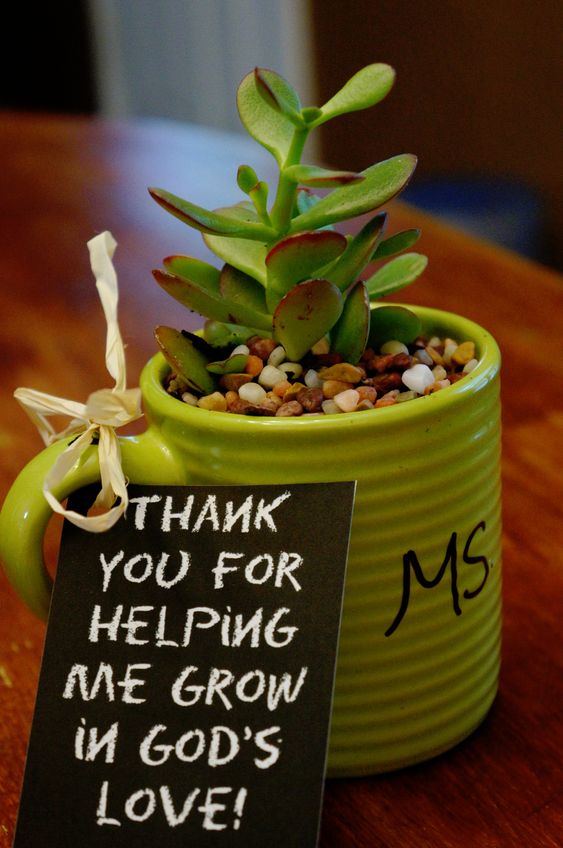 THANK
YOU FOR
HELPiNG
ME GROW
iN GOD'S
LOVE!
MS.